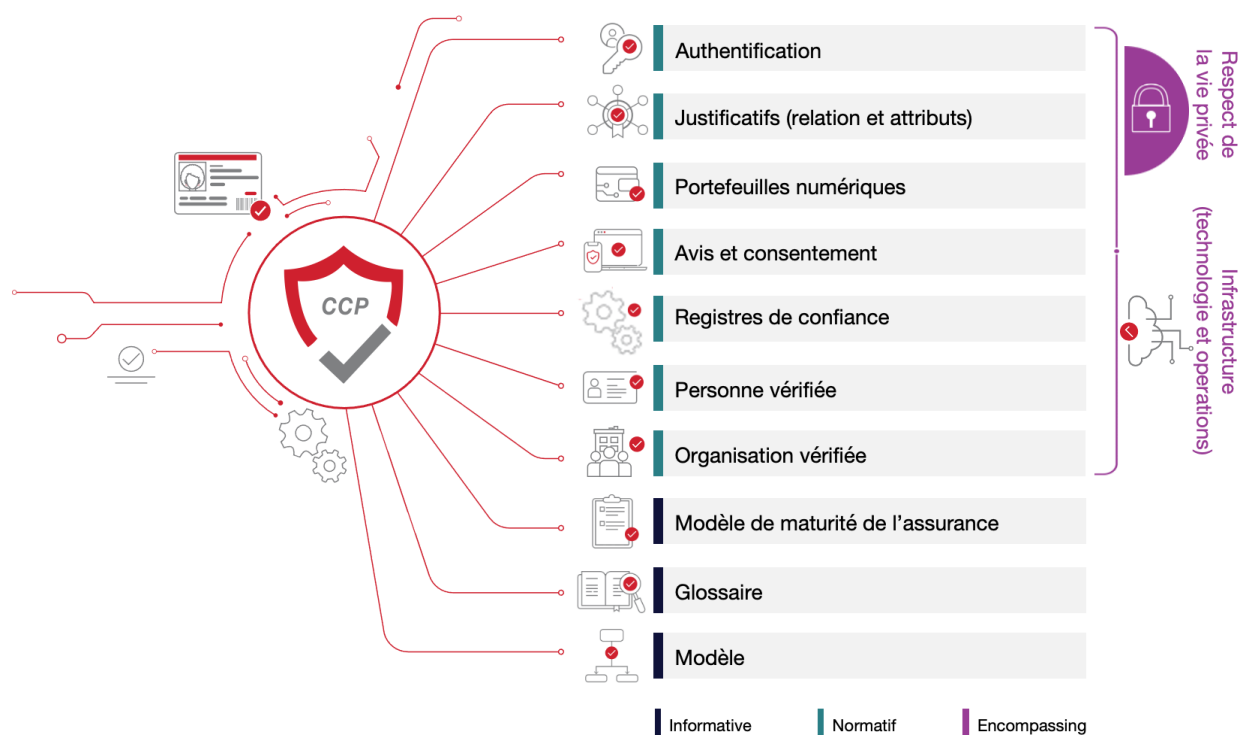 Authentification
Justificatifs (relation et attributs)
Portefeuilles numériques
Avis et consentement
CCP
Registres de confiance
Personne vérifiée
Organisation vérifiée
Modèle de maturité de l’assurance
Glossaire
Modèle
Respect de
la vie privée
Infrastructure
(technologie et operations)
Informative
Normatif
Encompassing